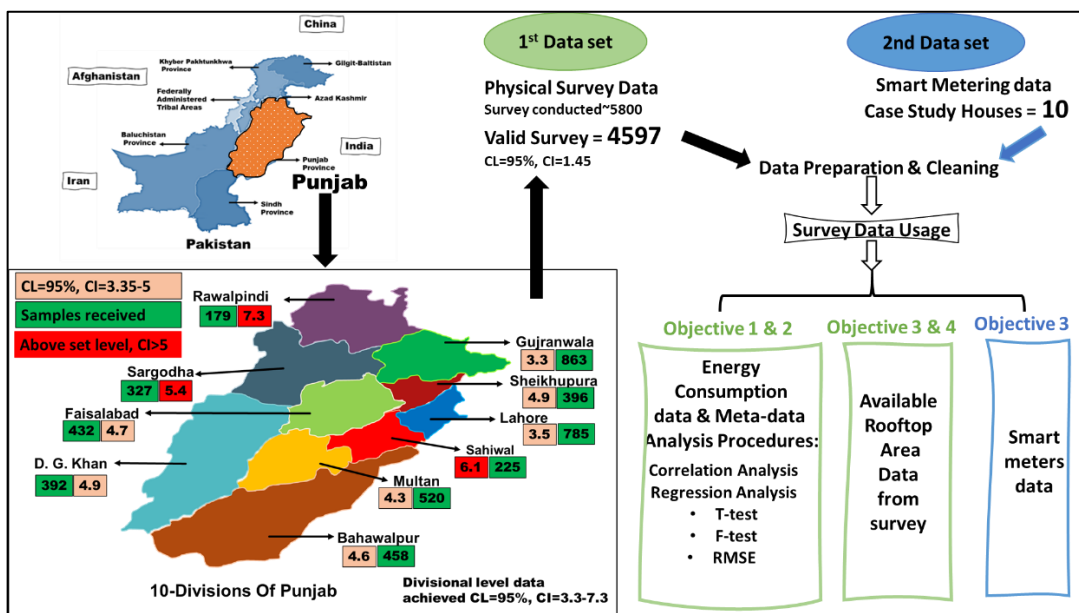 China
Khyber Pakhtunkhwa
Province
Gilgit-Baltistan
Afghanistan
Federally
Administered
Tribal Areas
Azad Kashmir
Baluchistan
Province
India
Iran
Punjab
Province
Punjab
Sindh
Province
Pakistan
1st Data set
Physical Survey Data
Survey conducted~5800
Valid Survey = 4597
CL=95%, CI=1.45
2nd Data set
Smart Metering data
Case Study Houses = 10
Data Preparation & Cleaning
Survey Data Usage
CL=95%, CI=3.35-5
Samples received
Above set level, CI>5
Rawalpindi
179 7.3
Gujranwala
3.3 863
Sargodha
327 5.4
Sheikhupura
4.9 396
Faisalabad
432 4.7
Lahore
3.5 785
Sahiwal
6.1 225
D. G. Khan
392 4.9
Multan
4.3 520
Bahawalpur
4.6 458
10-Divisions Of Punjab
Divisional level data
achieved CL=95%, CI=3.3-7.3
Objective 1 & 2
Energy
Consumption
data & Meta-data
Analysis Procedures:
Correlation Analysis
Regression Analysis
• T-test
• F-test
• RMSE
Objective 3 & 4
Available
Rooftop
Area
Data
from
survey
Objective 3
Smart
meters
data